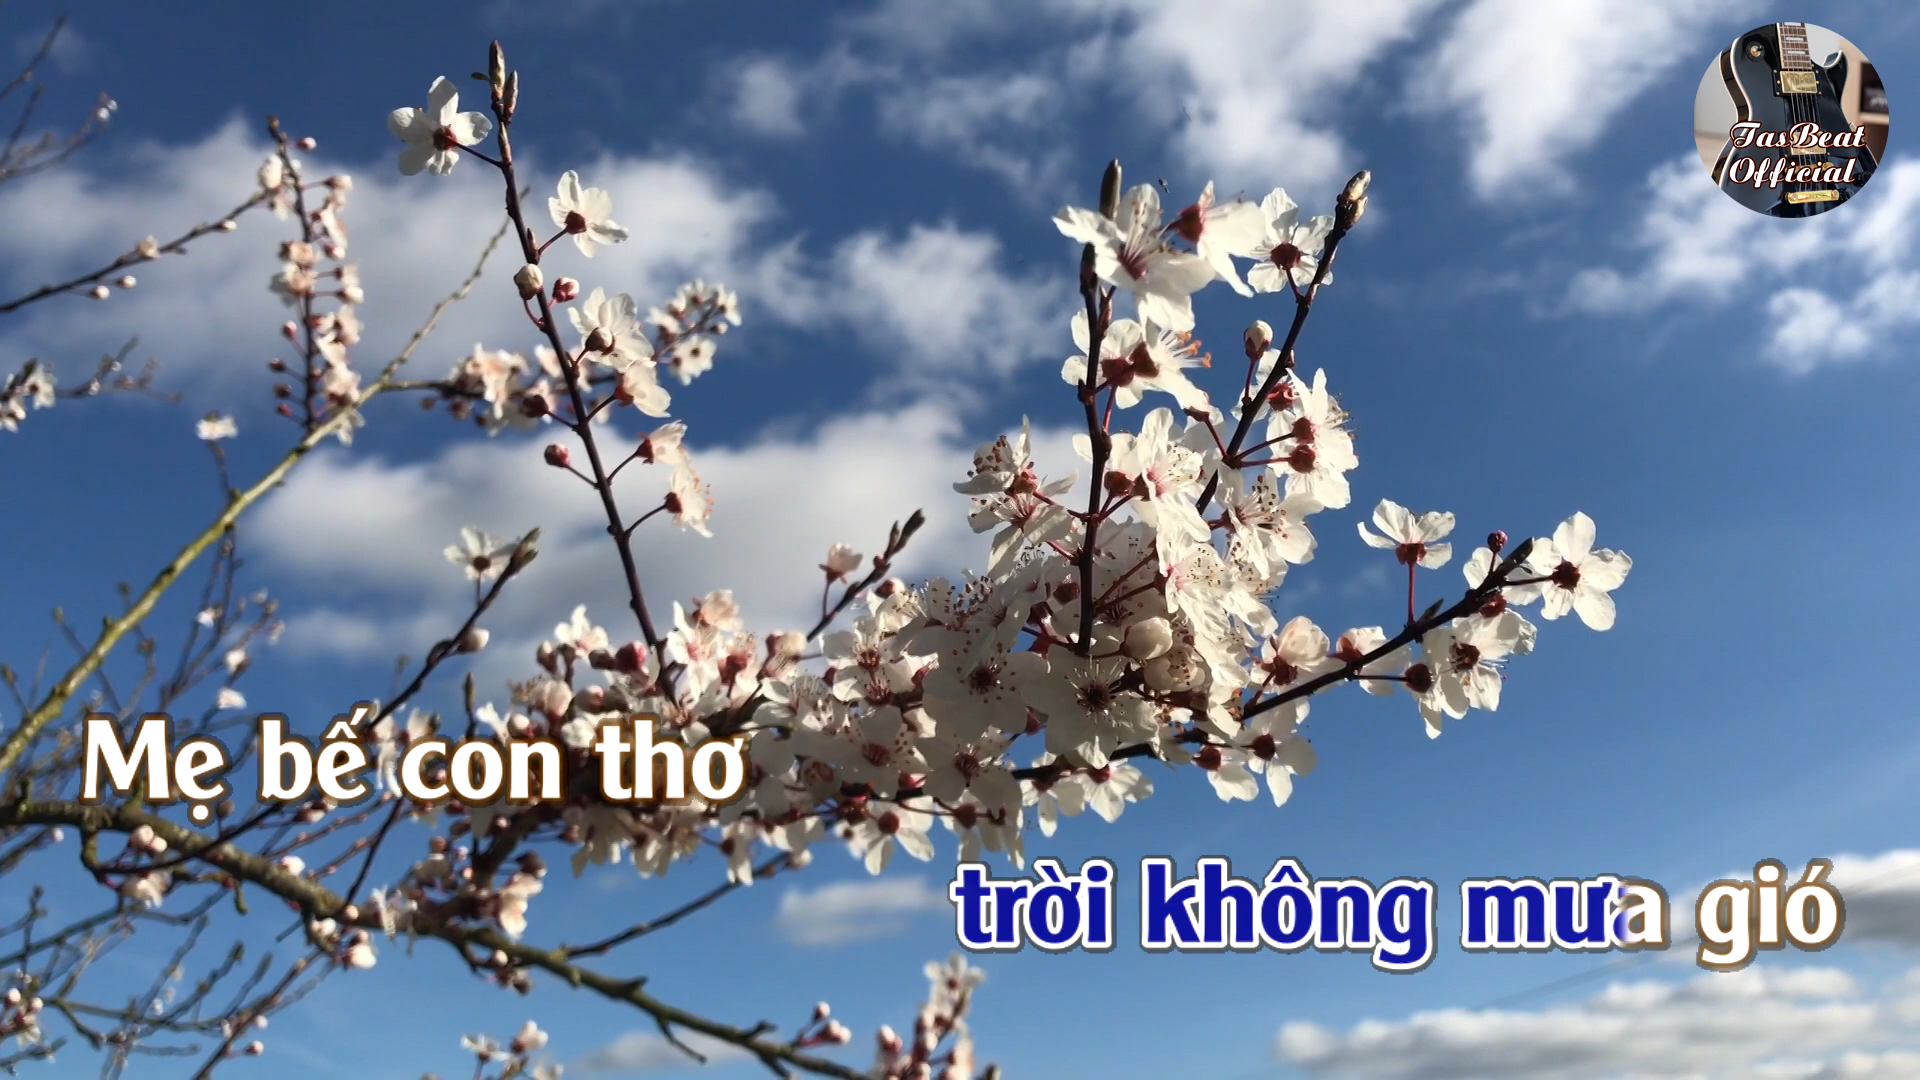 TasBeat
Official
Mẹ bế con thơ
trời không mưa gió